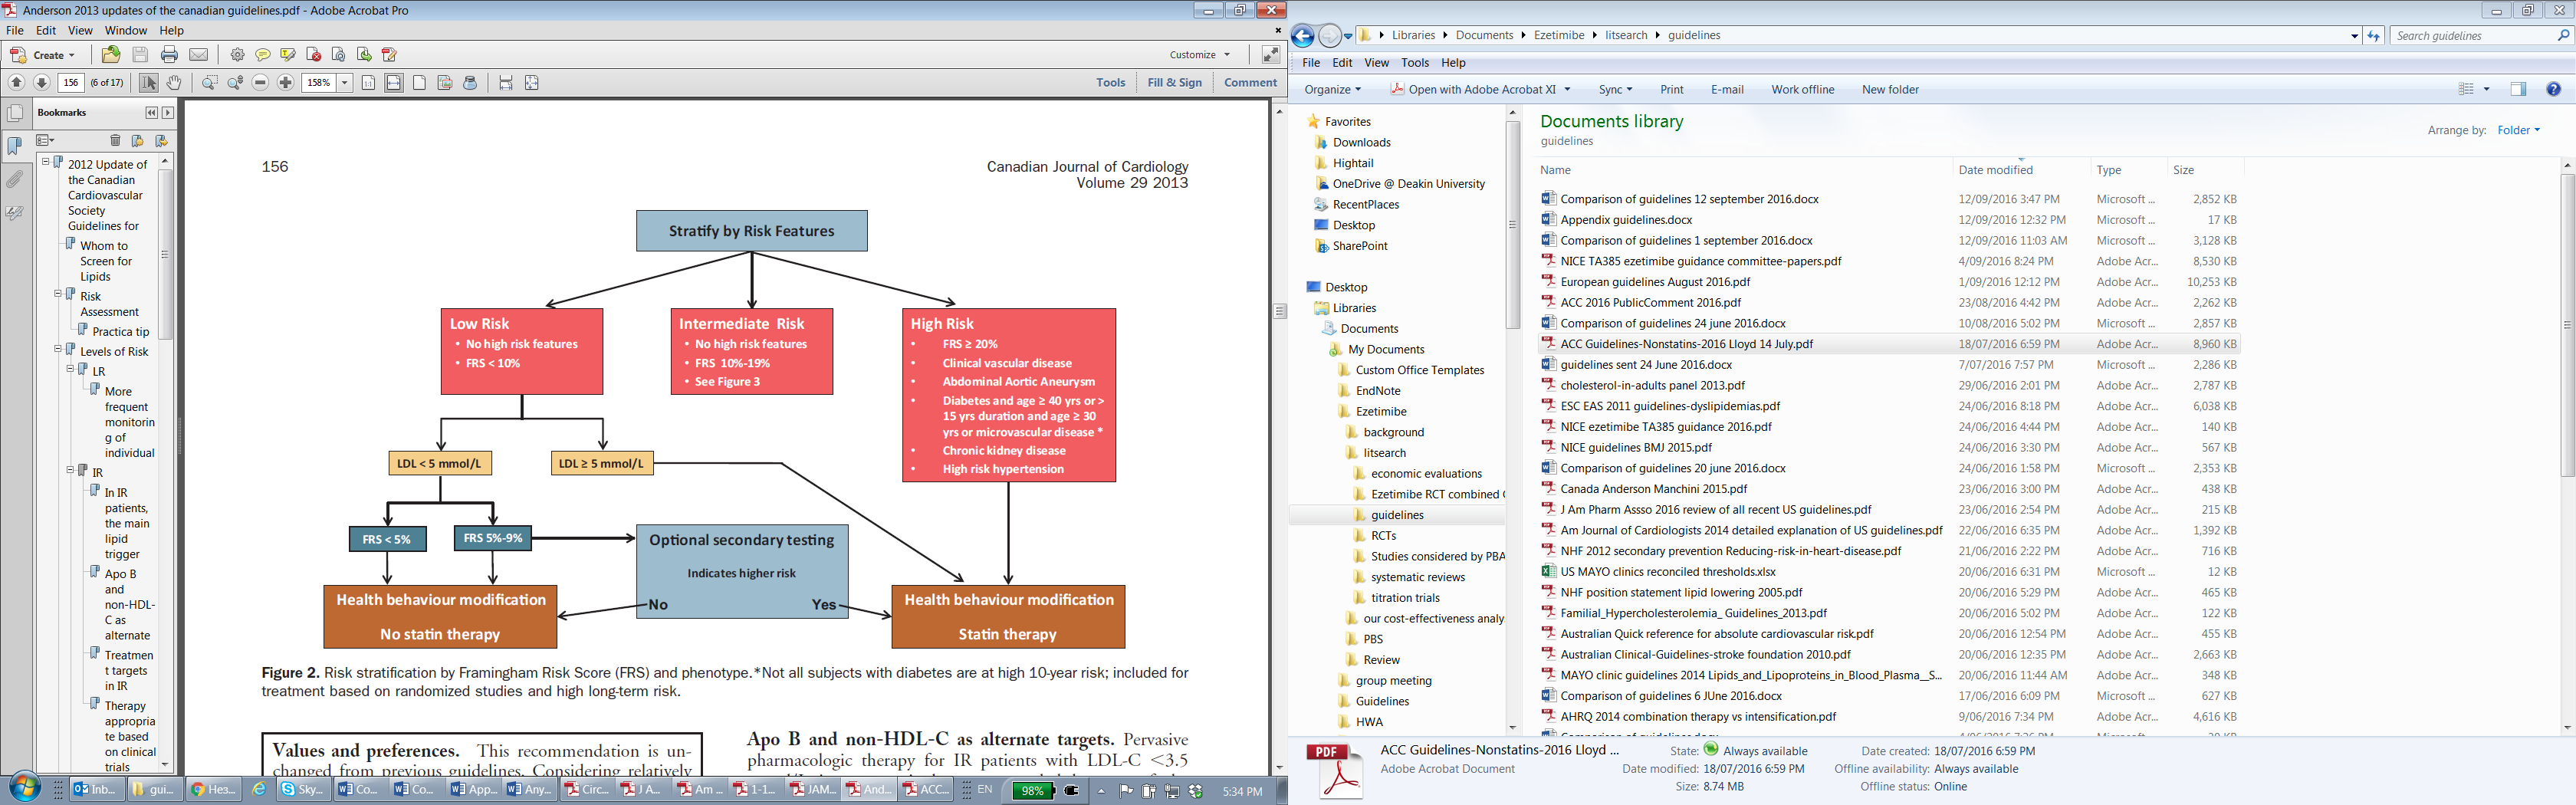 Anderson 2013 updates of the canadian guidelines.pdf - Adobe Acrobat Pro
File Edit View Window Help
Create
Customize
156 (6 of 17) 158% Tools Fill & Sign Comment
Bookmarks
2012 Update of
the Canadian
Cardiovascular
Society
Guidelines for
Whom to
Screen for
Lipids
Risk
Assessment
Practica tip
Levels of Risk
LR
More
frequent
monitorin
g of
individual
IR
In IR
patients,
the main
lipid
trigger
Apo B
and
non-HDL-
C as
alternate
Treatmen
t targets
in IR
Therapy
appropria
te based
on clinical
trials
156
Canadian Journal of Cardiology
Volume 29 2013
Stratify by Risk Features
Low Risk
• No high risk features
• FRS < 10%
Intermediate Risk
• No high risk features
• FRS 10%-19%
• See Figure 3
High Risk
• FRS ≥ 20%
• Clinical vascular disease
• Abdominal Aortic Aneurysm
• Diabetes and age ≥ 40 yrs or >
15 yrs duration and age ≥ 30
yrs or microvascular disease *
• Chronic kidney disease
• High risk hypertension
LDL < 5 mmol/L
LDL ≥ 5 mmol/L
FRS < 5%
FRS 5%-9%
Optional secondary testing
Indicates higher risk
No Yes
Health behaviour modification
No statin therapy
Health behaviour modification
Statin therapy
Figure 2. Risk stratification by Framingham Risk Score (FRS) and phenotype.*Not all subjects with diabetes are at high 10-year risk; included for
treatment based on randomized studies and high long-term risk.
Values and preferences. This recommendation is un-
changed from previous guidelines. Considering relatively
Apo B and non-HDL-C as alternate targets. Pervasive
pharmacologic therapy for IR patients with LDL-C <3.5
Libraries Documents Ezetimibe litsearch guidelines
Search guidelines
File Edit View Tools Help
Organize Open with Adobe Acrobat XI Sync Print E-mail Work offline New folder
Favorites
Downloads
Hightail
OneDrive @ Deakin University
RecentPlaces
Desktop
SharePoint
Desktop
Libraries
Documents
My Documents
Custom Office Templates
EndNote
Ezetimibe
background
litsearch
economic evaluations
Ezetimibe RCT combined
guidelines
RCTs
Studies considered by PBA
systematic reviews
titration trials
our cost-effectiveness analy
PBS
Review
group meeting
Guidelines
HWA
Documents library
guidelines
Arrange by: Folder
Name Date modified Type Size
Comparison of guidelines 12 september 2016.docx 12/09/2016 3:47 PM Microsoft ... 2,852 KB
Appendix guidelines.docx 12/09/2016 12:32 PM Microsoft ... 17 KB
Comparison of guidelines 1 september 2016.docx 12/09/2016 11:03 AM Microsoft ... 3,128 KB
NICE TA385 ezetimibe guidance committee-papers.pdf 4/09/2016 8:24 PM Adobe Acr... 8,530 KB
European guidelines August 2016.pdf 1/09/2016 12:12 PM Adobe Acr... 10,253 KB
ACC 2016 PublicComment 2016.pdf 23/08/2016 4:42 PM Adobe Acr... 2,262 KB
Comparison of guidelines 24 june 2016.docx 10/08/2016 5:02 PM Microsoft ... 2,857 KB
ACC Guidelines-Nonstatins-2016 Lloyd 14 July.pdf 18/07/2016 6:59 PM Adobe Acr... 8,960 KB
guidelines sent 24 June 2016.docx 7/07/2016 7:57 PM Microsoft ... 2,286 KB
cholesterol-in-adults panel 2013.pdf 29/06/2016 2:01 PM Adobe Acr... 2,787 KB
ESC EAS 2011 guidelines-dyslipidemias.pdf 24/06/2016 8:18 PM Adobe Acr... 6,038 KB
NICE ezetimibe TA385 guidance 2016.pdf 24/06/2016 4:44 PM Adobe Acr... 140 KB
NICE guidelines BMJ 2015.pdf 24/06/2016 3:30 PM Adobe Acr... 567 KB
Comparison of guidelines 20 june 2016.docx 24/06/2016 1:58 PM Microsoft ... 2,353 KB
Canada Anderson Manchini 2015.pdf 23/06/2016 3:00 PM Adobe Acr... 438 KB
J Am Pharm Assso 2016 review of all recent US guidelines.pdf 23/06/2016 2:54 PM Adobe Acr... 215 KB
Am Journal of Cardiologists 2014 detailed explanation of US guidelines.pdf 22/06/2016 6:35 PM Adobe Acr... 1,392 KB
NHF 2012 secondary prevention Reducing-risk-in-heart-disease.pdf 21/06/2016 2:22 PM Adobe Acr... 716 KB
US MAYO clinics reconciled thresholds.xlsx 20/06/2016 6:31 PM Microsoft ... 12 KB
NHF position statement lipid lowering 2005.pdf 20/06/2016 5:29 PM Adobe Acr... 465 KB
Familial_Hypercholesterolemia_ Guidelines_2013.pdf 20/06/2016 5:02 PM Adobe Acr... 122 KB
Australian Quick reference for absolute cardiovascular risk.pdf 20/06/2016 12:54 PM Adobe Acr... 455 KB
Australian Clinical-Guidelines-stroke foundation 2010.pdf 20/06/2016 12:35 PM Adobe Acr... 2,663 KB
MAYO clinic guidelines 2014 Lipids_and_Lipoproteins_in_Blood_Plasma__S... 20/06/2016 11:44 AM Adobe Acr... 348 KB
Comparison of guidelines 6 JUne 2016.docx 17/06/2016 6:09 PM Microsoft ... 627 KB
AHRQ 2014 combination therapy vs intensification.pdf 9/06/2016 7:34 PM Adobe Acr... 4,616 KB
ACC Guidelines-Nonstatins-2016 Lloyd ... State: Always available Date created: 18/07/2016 6:59 PM
Adobe Acrobat Document Date modified: 18/07/2016 6:59 PM Offline availability: Always available
Size: 8.74 MB Offline status: Online
PDF
Inb... gui... Нез... Sky... Co... Co... App... Any... Circ... J A... Am ... 1-1... JAM... And... ACC... EN 98% 5:34 PM